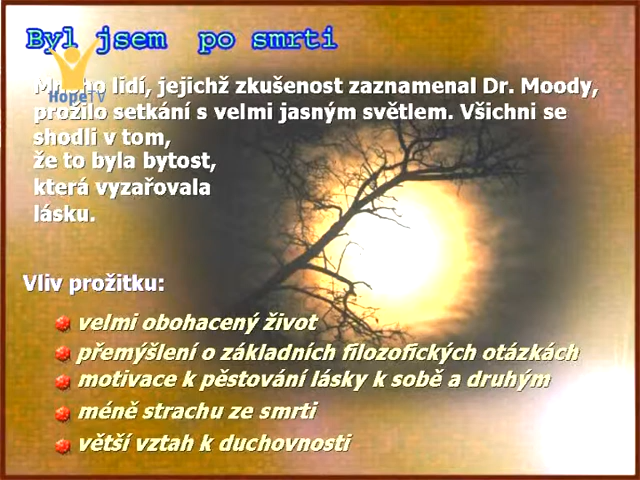 Byl jsem po smrti
Mnoho lidí, jejichž zkušenost zaznamenal Dr. Moody,
HopeTV
prožilo setkání s velmi jasným světlem. Všichni se
shodli v tom,
že to byla bytost,
která vyzařovala
lásku.
Vliv prožitku:
velmi obohacený život
přemýšlení o základních filozofických otázkách
motivace k pěstování lásky k sobě a druhým
méně strachu ze smrti
větší vztah k duchovnosti